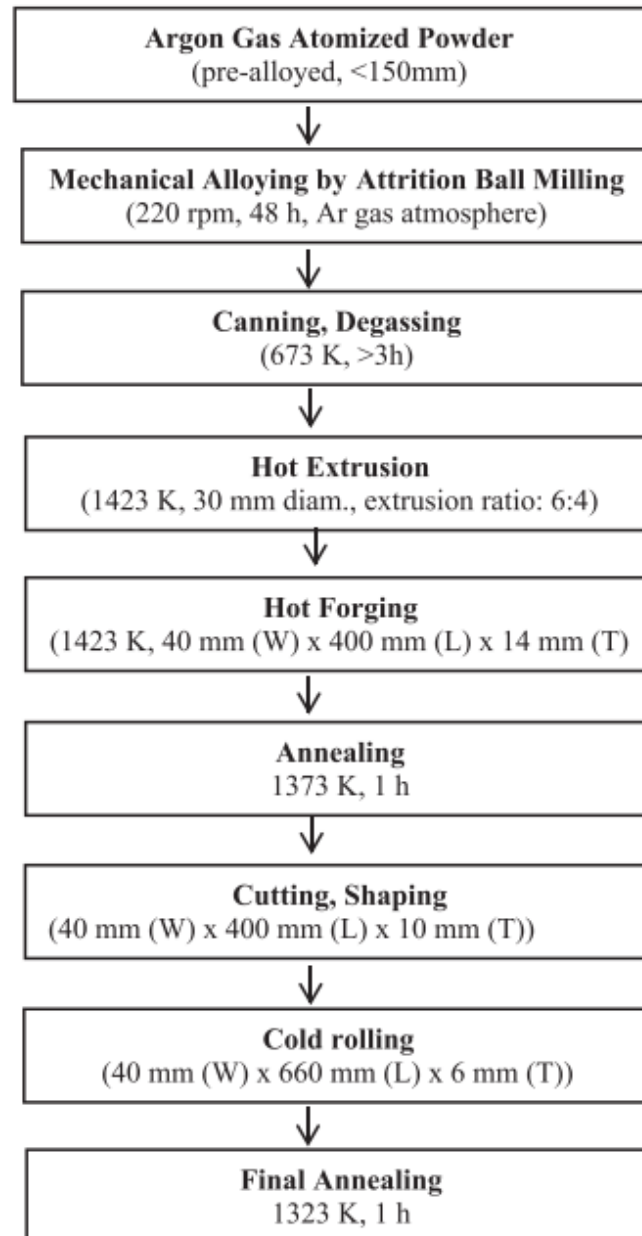 Argon Gas Atomized Powder
(pre-alloyed, <150mm)
Mechanical Alloying by Attrition Ball Milling
(220 rpm, 48 h, Ar gas atmosphere)
Canning, Degassing
(673 K, >3h)
Hot Extrusion
(1423 K, 30 mm diam., extrusion ratio: 6:4)
Hot Forging
(1423 K, 40 mm (W) x 400 mm (L) x 14 mm (T)
Annealing
1373 K, 1 h
Cutting, Shaping
(40 mm (W) x 400 mm (L) x 10 mm (T))
Cold rolling
(40 mm (W) x 660 mm (L) x 6 mm (T))
Final Annealing
1323 K, 1 h